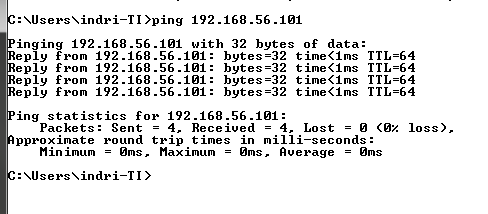 C:\Users\indri-TI>ping 192.168.56.101
Pinging 192.168.56.101 with 32 bytes of data:
Reply from 192.168.56.101: bytes=32 time<1ms TTL=64
Reply from 192.168.56.101: bytes=32 time<1ms TTL=64
Reply from 192.168.56.101: bytes=32 time<1ms TTL=64
Reply from 192.168.56.101: bytes=32 time<1ms TTL=64
Ping statistics for 192.168.56.101:
    Packets: Sent = 4, Received = 4, Lost = 0 (0% loss),
Approximate round trip times in milli-seconds:
    Minimum = 0ms, Maximum = 0ms, Average = 0ms
C:\Users\indri-TI>